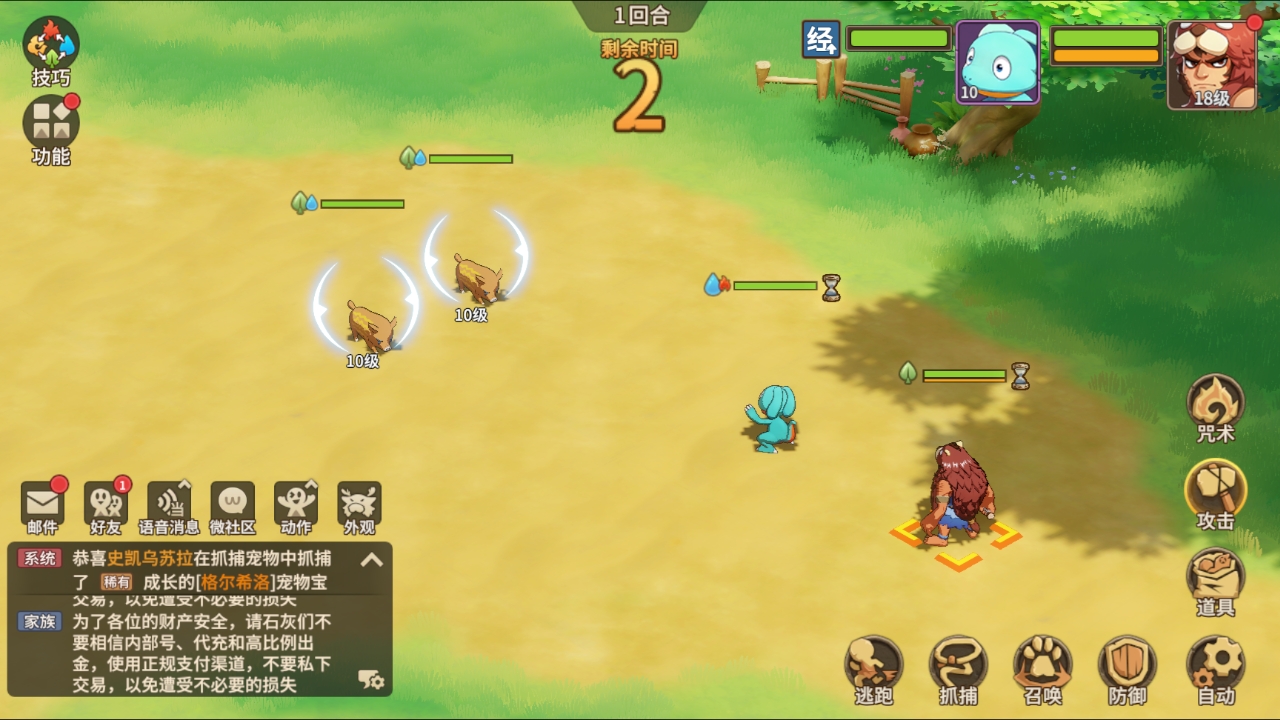 1回合
剩余时间
2
技巧
功能
经
10
18级
10级
10级
咒术
攻击
道具
邮件
好友
1
语音消息
当
微社区
动作
外观
系统 恭喜史凯乌苏拉在抓捕宠物中抓捕
了 稀有 成长的[格尔希洛]宠物宝
交易，以免遭受不必要的损失
家族 为了各位的财产安全，请石灰们不
要相信内部号、代充和高比例出
金，使用正规支付渠道，不要私下
交易，以免遭受不必要的损失
逃跑
抓捕
召唤
防御
自动